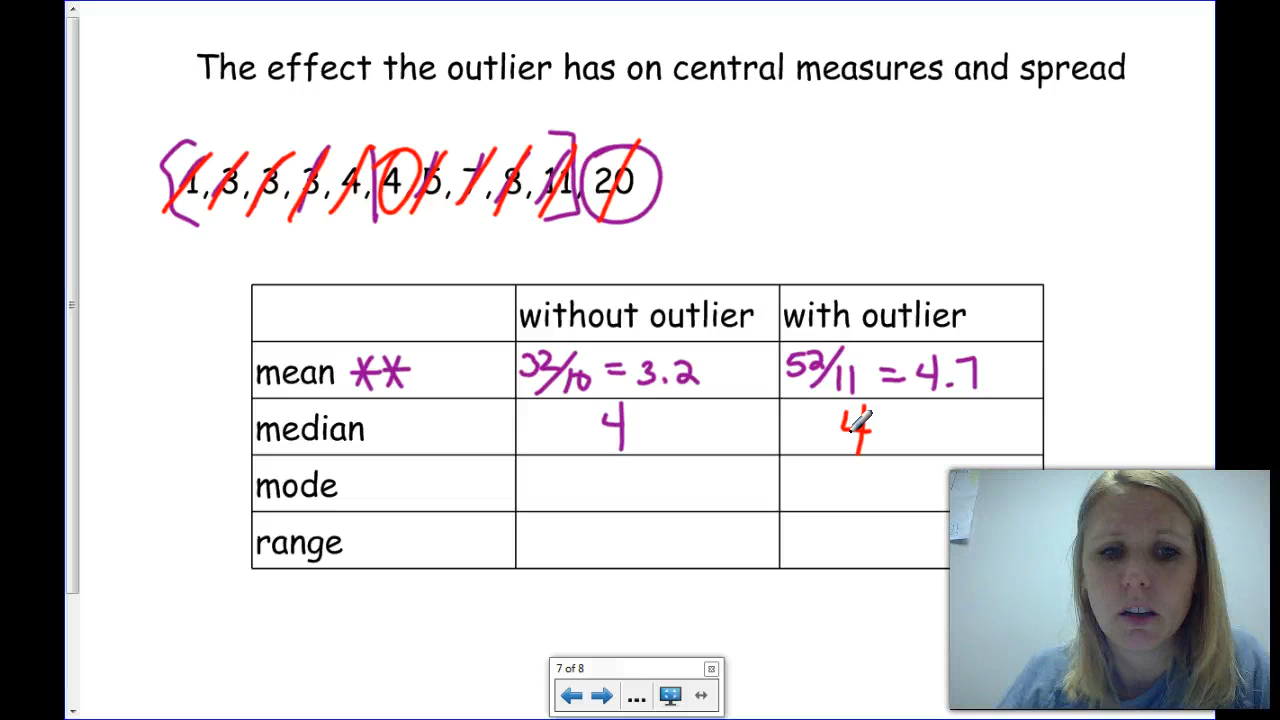 The effect the outlier has on central measures and spread
1, 3, 3, 3, 4, 4, 5, 7, 8, 11, 20
without outlier with outlier
mean ** 32/10 = 3.2 52/11 = 4.7
median 4 4
mode
range
7 of 8